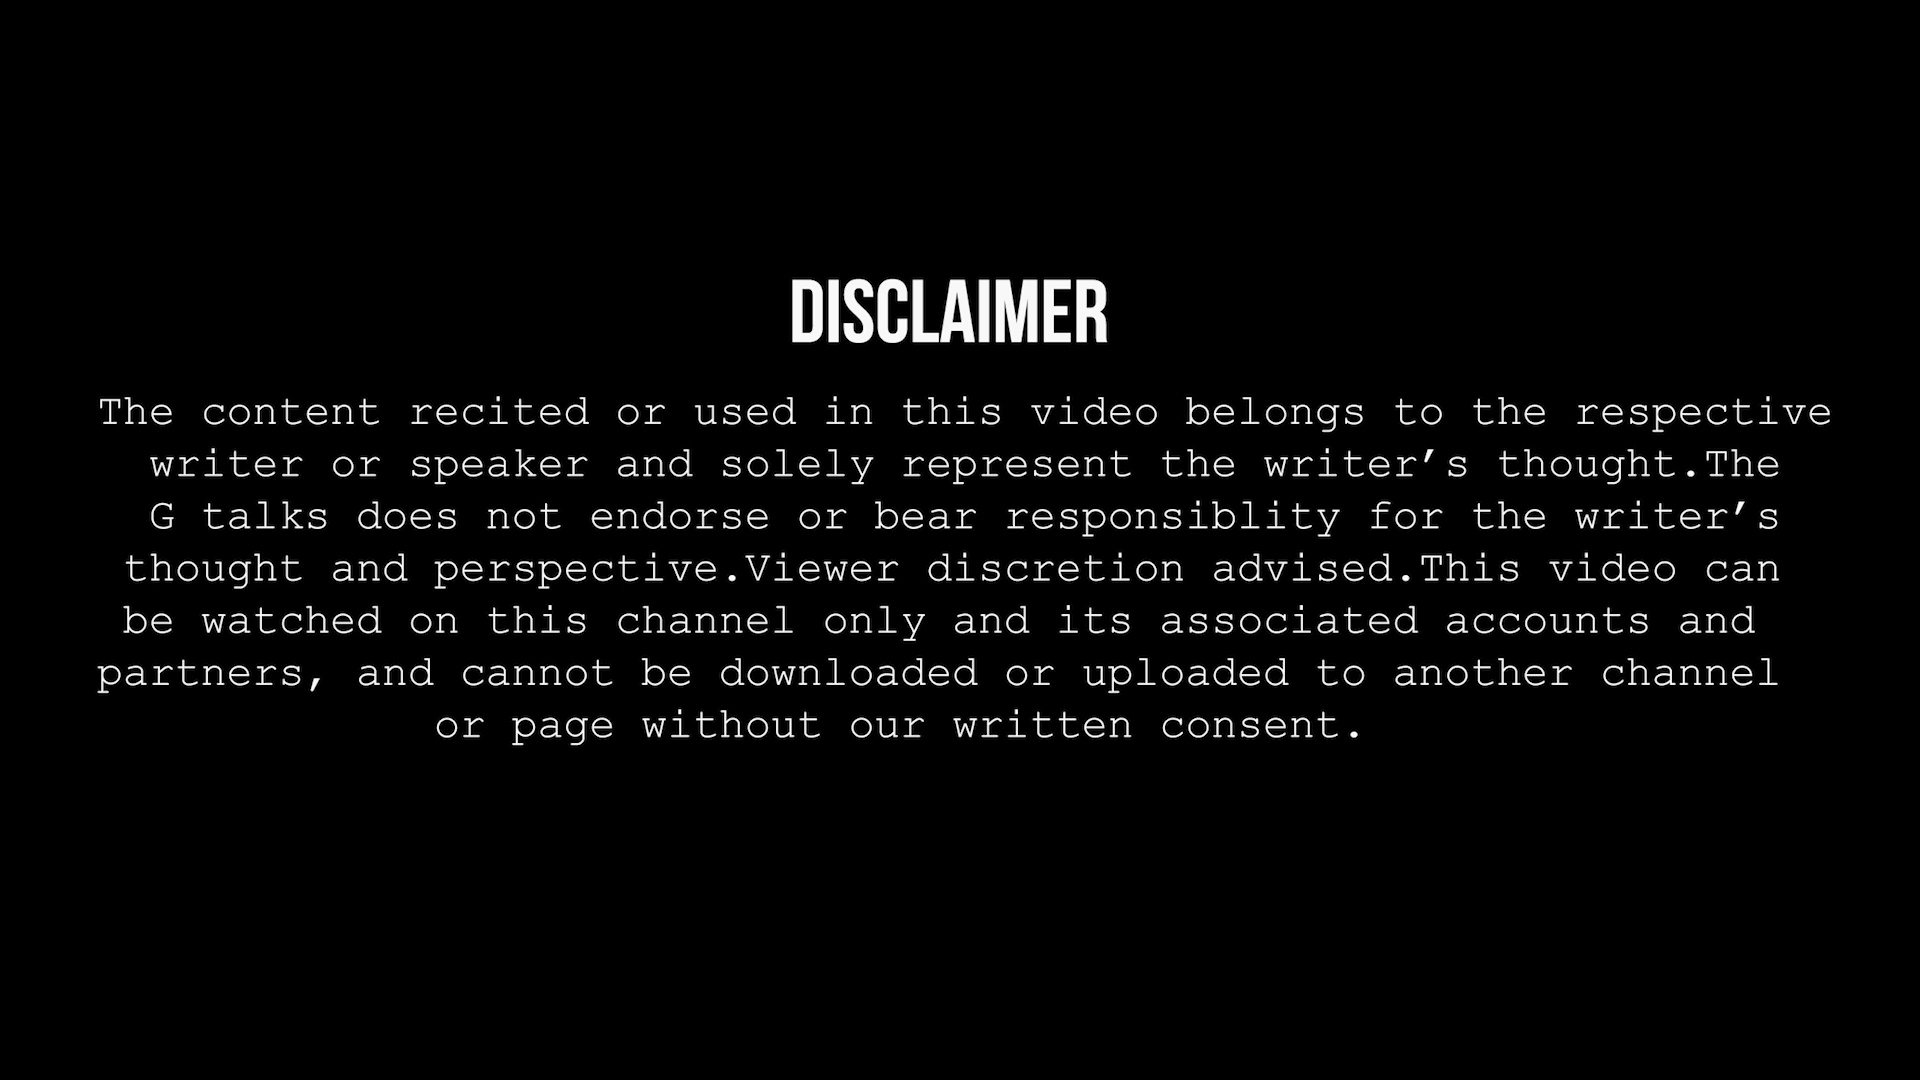 DISCLAIMER
The content recited or used in this video belongs to the respective
writer or speaker and solely represent the writer’s thought.The
G talks does not endorse or bear responsiblity for the writer’s
thought and perspective.Viewer discretion advised.This video can
be watched on this channel only and its associated accounts and
partners, and cannot be downloaded or uploaded to another channel
or page without our written consent.